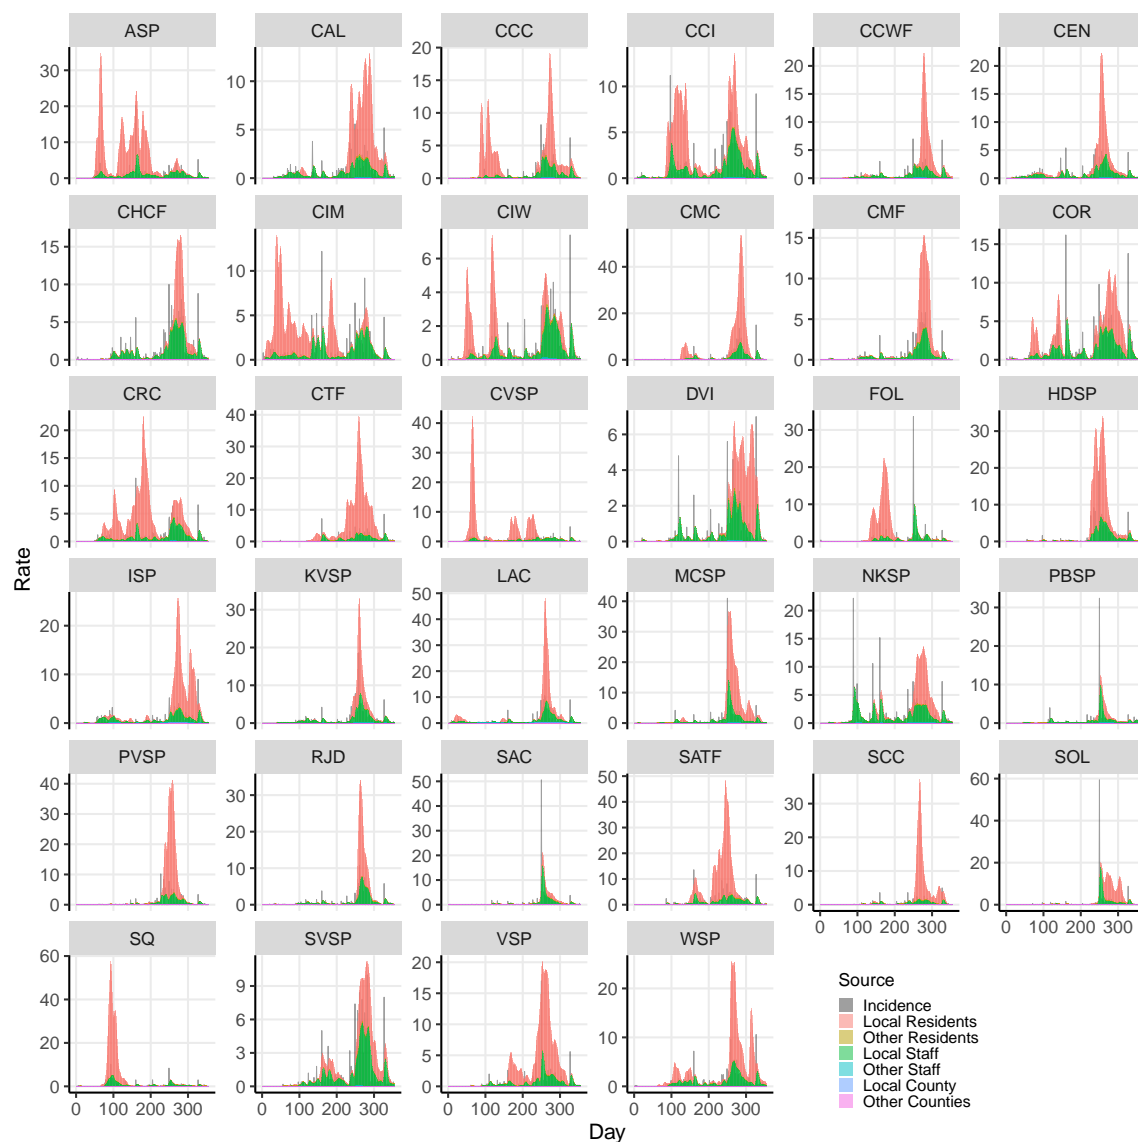 ASP CAL CCC CCI CCWF CEN
0 10 20 30
0 5 10
0 5 10 15 20
0 5 10
0 5 10 15 20
0 5 10 15 20
CHCF CIM CIW CMC CMF COR
0 5 10 15
0 5 10
0 2 4 6
0 20 40
0 5 10 15
0 5 10 15
CRC CTF CVSP DVI FOL HDSP
0 5 10 15 20
0 10 20 30 40
0 10 20 30 40
0 2 4 6
0 10 20 30
0 10 20 30
Rate
ISP KVSP LAC MCSP NKSP PBSP
0 10 20
0 10 20 30
0 10 20 30 40 50
0 10 20 30 40
0 5 10 15 20
0 10 20 30
PVSP RJD SAC SATF SCC SOL
0 10 20 30 40
0 10 20 30
0 10 20 30 40 50
0 10 20 30 40 50
0 10 20 30
0 20 40 60
0 100 200 300
0 100 200 300
SQ SVSP VSP WSP
0 20 40 60
0 3 6 9
0 5 10 15 20
0 10 20
0 100 200 300
0 100 200 300
0 100 200 300
0 100 200 300
Day
Source
Incidence
Local Residents
Other Residents
Local Staff
Other Staff
Local County
Other Counties